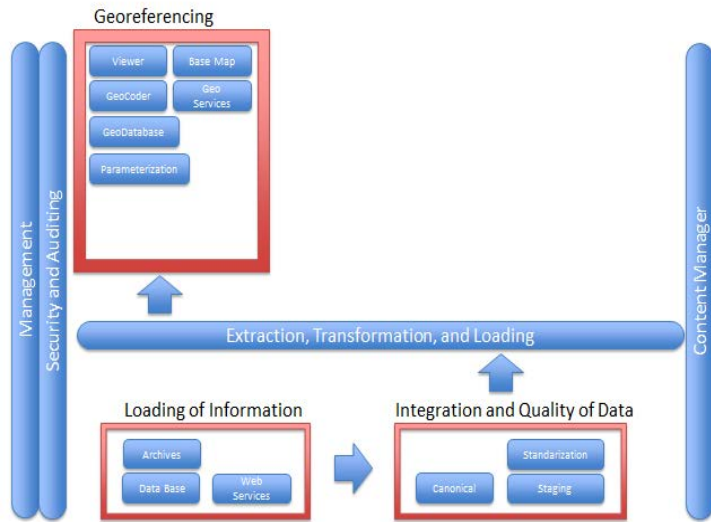 Georeferencing
Viewer
Base Map
GeoCoder
Geo
Services
GeoDatabase
Parameterization
Management
Security and Auditing
Content Manager
Extraction, Transformation, and Loading
Loading of Information
Archives
Data Base
Web
Services
Integration and Quality of Data
Standarization
Canonical
Staging